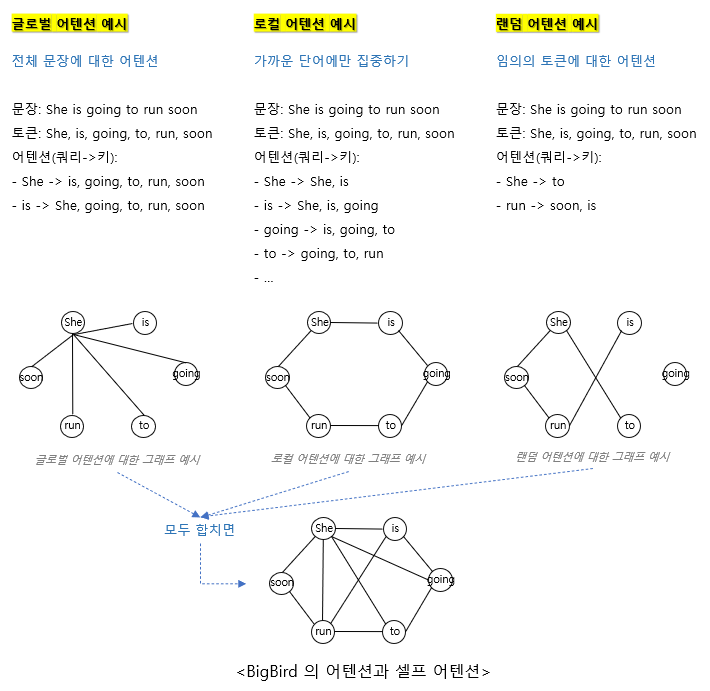 글로벌 어텐션 예시
전체 문장에 대한 어텐션
문장: She is going to run soon
토큰: She, is, going, to, run, soon
어텐션(쿼리->키):
- She -> is, going, to, run, soon
- is -> She, going, to, run, soon
She
is
soon
going
run
to
글로벌 어텐션에 대한 그래프 예시
로컬 어텐션 예시
가까운 단어에만 집중하기
문장: She is going to run soon
토큰: She, is, going, to, run, soon
어텐션(쿼리->키):
- She -> She, is
- is -> She, is, going
- going -> is, going, to
- to -> going, to, run
- ...
She
is
soon
going
run
to
로컬 어텐션에 대한 그래프 예시
랜덤 어텐션 예시
임의의 토큰에 대한 어텐션
문장: She is going to run soon
토큰: She, is, going, to, run, soon
어텐션(쿼리->키):
- She -> to
- run -> soon, is
She
is
soon
going
run
to
랜덤 어텐션에 대한 그래프 예시
모두 합치면
She
is
soon
going
run
to
<BigBird 의 어텐션과 셀프 어텐션>